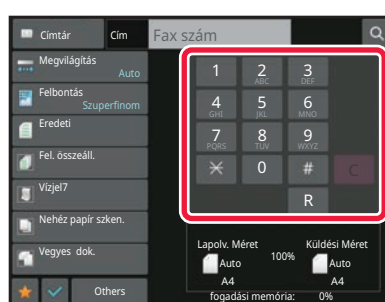 Címtár
Cím
Fax szám
Megvilágítás
Auto
Felbontás
Szuperfinom
Eredeti
Fel. összeáll.
Vízjel7
Nehéz papír szken.
Vegyes dok.
Others
1
2
ABC
3
DEF
4
GHI
5
JKL
6
MNO
7
PQRS
8
TUV
9
WXYZ
0
#
C
R
Lapolv. Méret
Küldési Méret
100%
Auto
Auto
A4
A4
fogadási memória: 0%